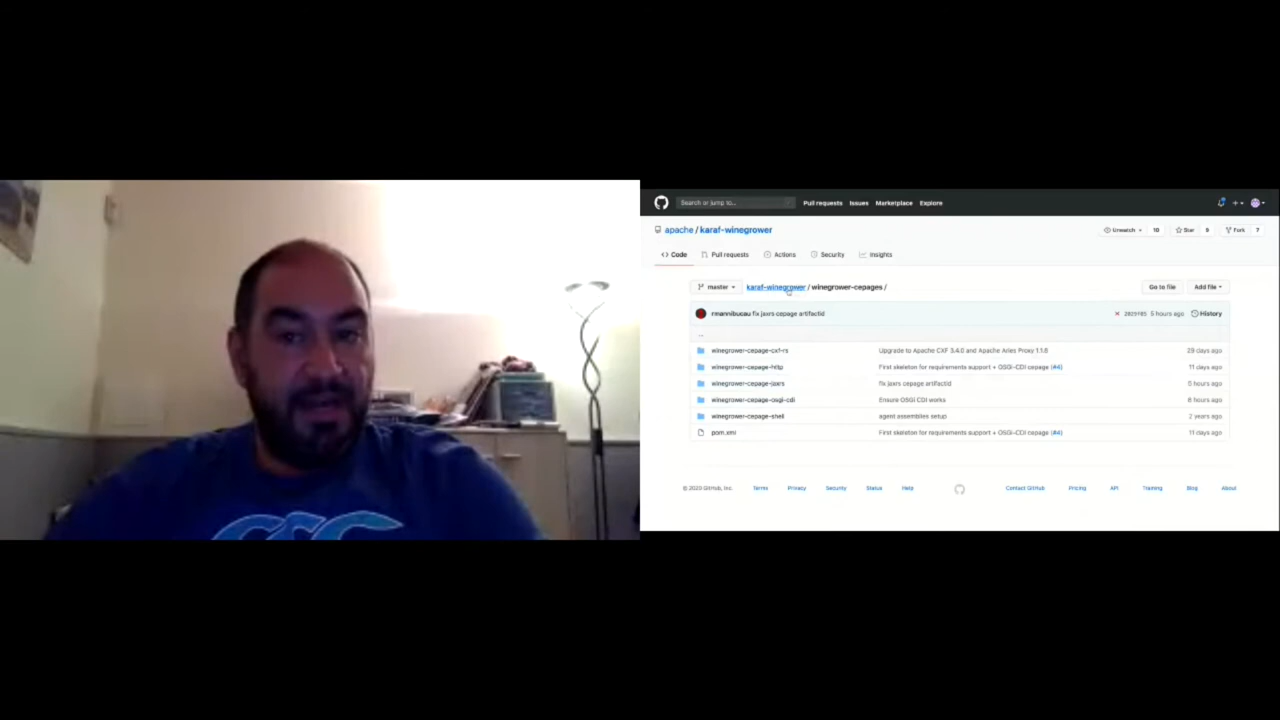 Search or jump to...
Pull requests Issues Marketplace Explore
apache / karaf-winegrower
Unwatch 10 Star 9 Fork 7
Code Pull requests Actions Security Insights
master karaf-winegrower / winegrower-cepages /
Go to file Add file
rmannibucau fix jaxrs cepage artifactid
5 hours ago History
..
winegrower-cepage-cxf-rs Upgrade to Apache CXF 3.4.0 and Apache Aries Proxy 1.1.8 29 days ago
winegrower-cepage-http First skeleton for requirements support + OSGi-CDI cepage (#4) 11 days ago
winegrower-cepage-jaxrs fix jaxrs cepage artifactid 5 hours ago
winegrower-cepage-osgi-cdi Ensure OSGI CDI works 6 hours ago
winegrower-cepage-shell agent assemblies setup 2 years ago
pom.xml First skeleton for requirements support + OSGi-CDI cepage (#4) 11 days ago
© 2020 GitHub, Inc. Terms Privacy Security Status Help Contact GitHub Pricing API Training Blog About